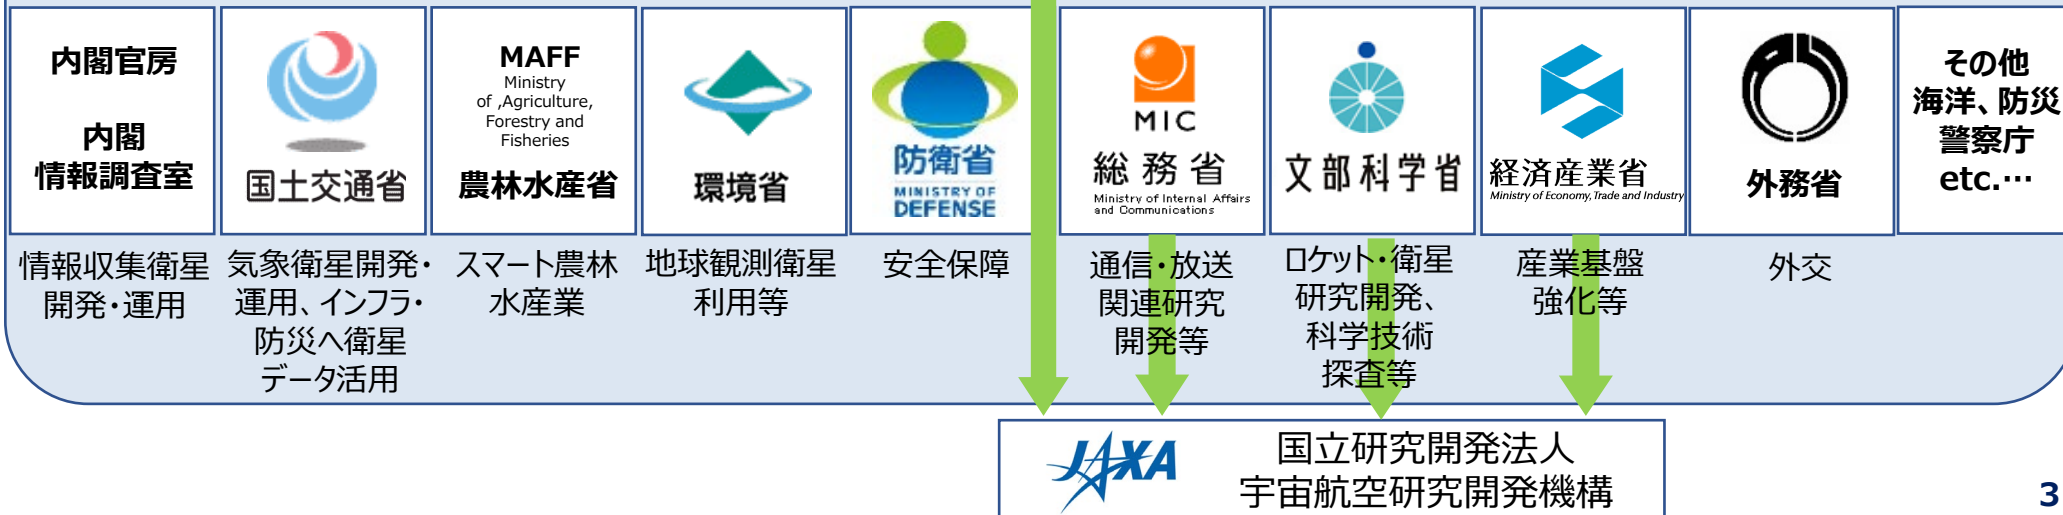 内閣官房
内閣
情報調査室
国土交通省
MAFF
Ministry
of ,Agriculture,
Forestry and
Fisheries
農林水産省
環境省
防衛省
MINISTRY OF
DEFENSE
MIC
総務省
Ministry of Internal Affairs
and Communications
文部科学省
経済産業省
Ministry of Economy, Trade and Industry
外務省
その他
海洋、防災
警察庁
etc.…
情報収集衛星
開発・運用
気象衛星開発・
運用、インフラ・
防災へ衛星
データ活用
スマート農林
水産業
地球観測衛星
利用等
安全保障
通信・放送
関連研究
開発等
ロケット・衛星
研究開発、
科学技術
探査等
産業基盤
強化等
外交
JAXA
国立研究開発法人
宇宙航空研究開発機構
3